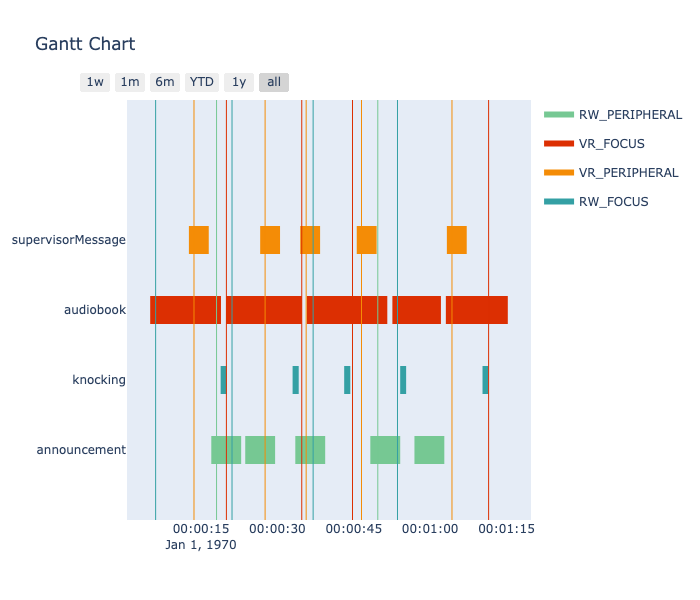 Gantt Chart
1w 1m 6m YTD 1y all
RW_PERIPHERAL
VR_FOCUS
VR_PERIPHERAL
RW_FOCUS
supervisorMessage
audiobook
knocking
announcement
00:00:15 00:00:30 00:00:45 00:01:00 00:01:15
Jan 1, 1970